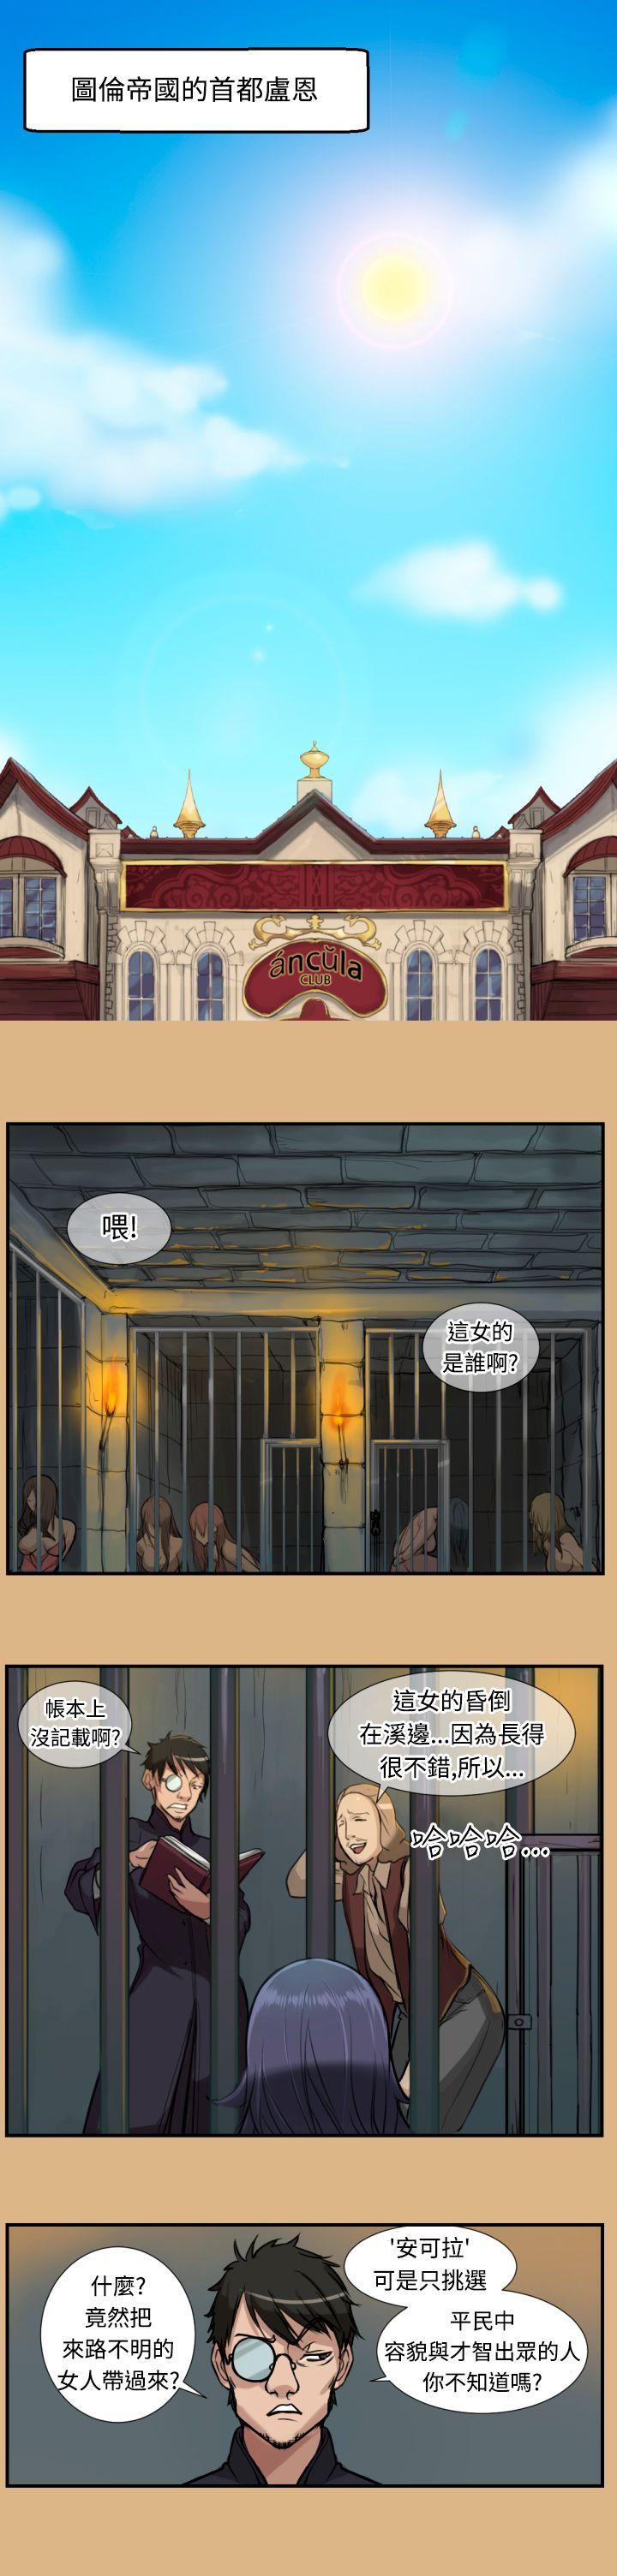 圖倫帝國的首都盧恩
áncŭla
CLUB
喂!
這女的
是誰啊?
帳本上
沒記載啊?
這女的昏倒
在溪邊...因為長得
很不錯,所以...
哈哈哈...
'安可拉'
可是只挑選
什麼?
竟然把
來路不明的
女人帶過來?
平民中
容貌與才智出眾的人
你不知道嗎?